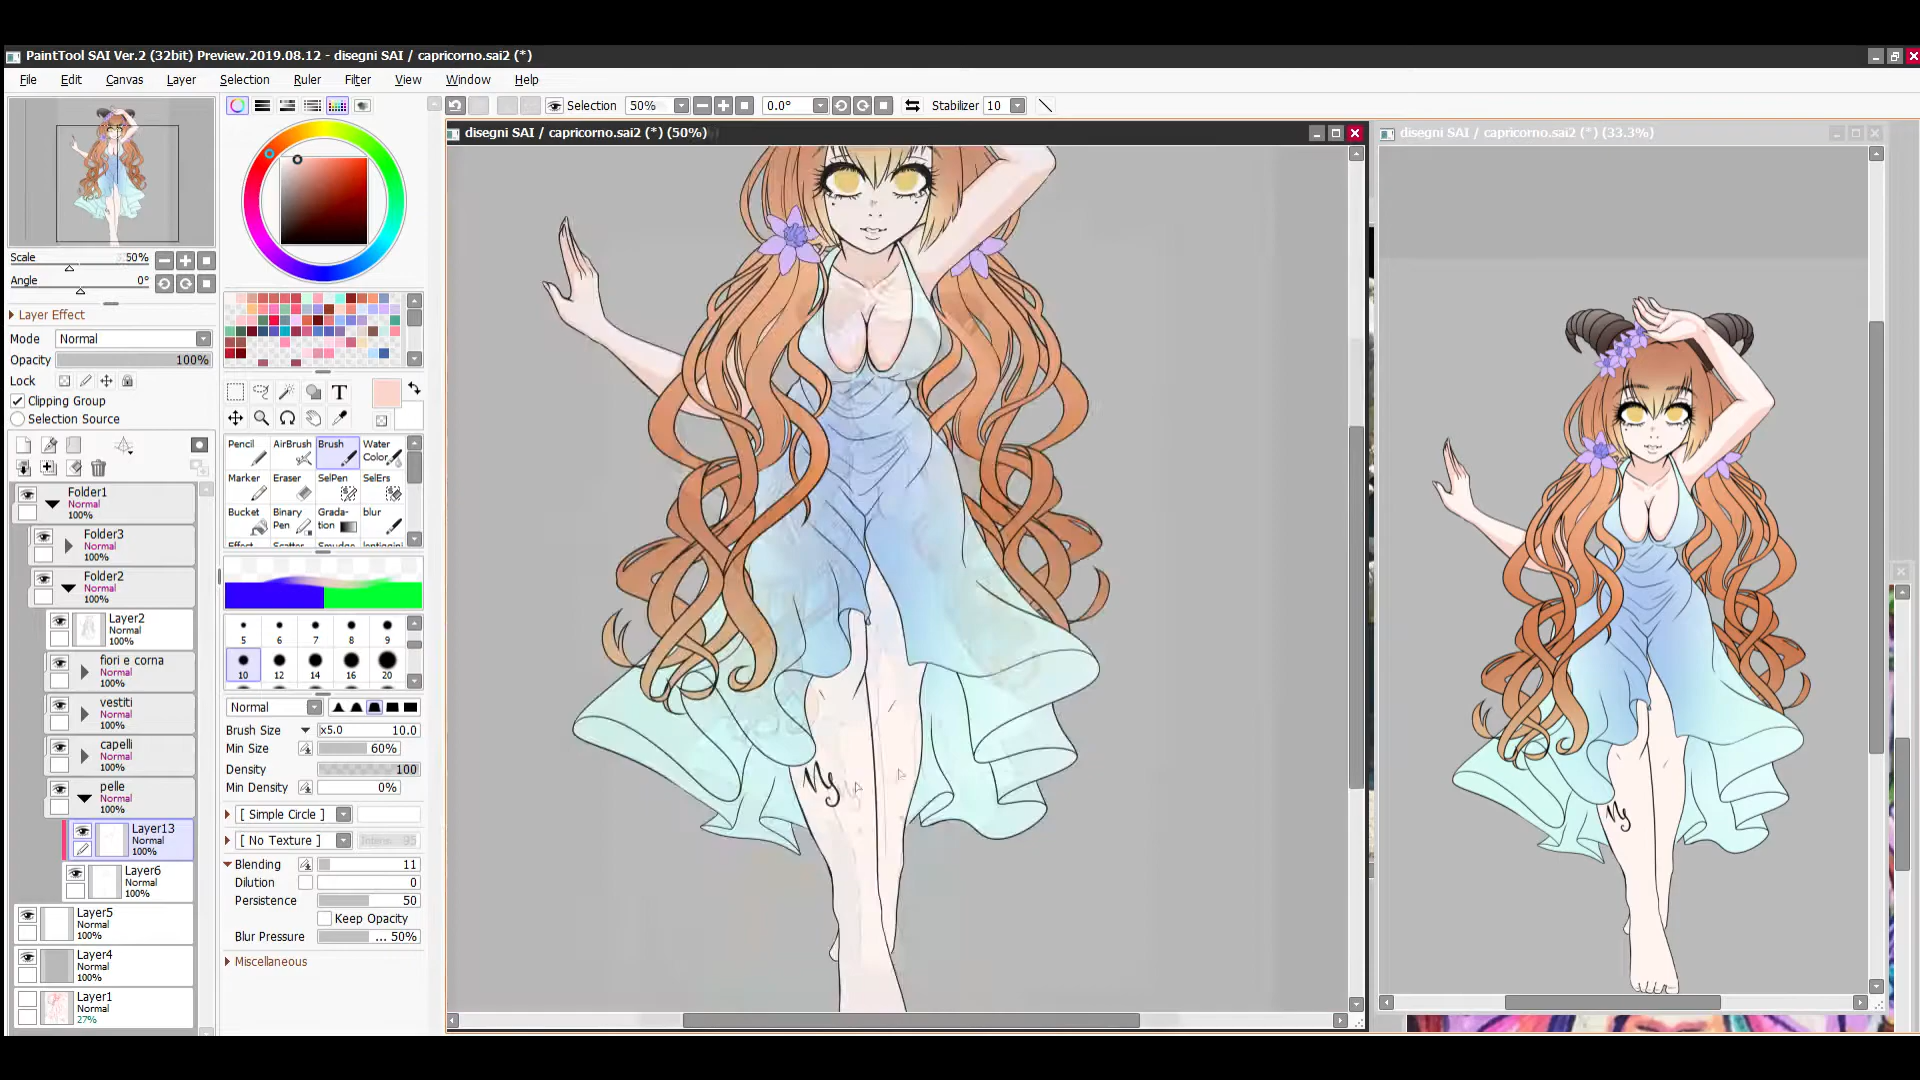 PaintTool SAI Ver.2 (32bit) Preview.2019.08.12 - disegni SAI / capricorno.sai2 (*)
File Edit Canvas Layer Selection Ruler Filter View Window Help
Selection 50% 0.0° Stabilizer 10
disegni SAI / capricorno.sai2 (*) (50%)
disegni SAI / capricorno.sai2 (*) (33.3%)
Scale 50%
Angle 0°
Layer Effect
Mode Normal
Opacity 100%
Lock
Clipping Group
Selection Source
Folder1
Normal
100%
Folder3
Normal
100%
Folder2
Normal
100%
Layer2
Normal
100%
fiori e corna
Normal
100%
vestiti
Normal
100%
capelli
Normal
100%
pelle
Normal
100%
Layer13
Normal
100%
Layer6
Normal
100%
Layer5
Normal
100%
Layer4
Normal
100%
Layer1
Normal
27%
T
Pencil AirBrush Brush Water Color
Marker Eraser SelPen SelErs
Bucket Binary Pen Grada-tion blur
5 6 7 8 9
10 12 14 16 20
Normal
Brush Size x5.0 10.0
Min Size 60%
Density 100
Min Density 0%
[ Simple Circle ]
[ No Texture ] 95
Blending 11
Dilution 0
Persistence 50
Keep Opacity
Blur Pressure ... 50%
Miscellaneous